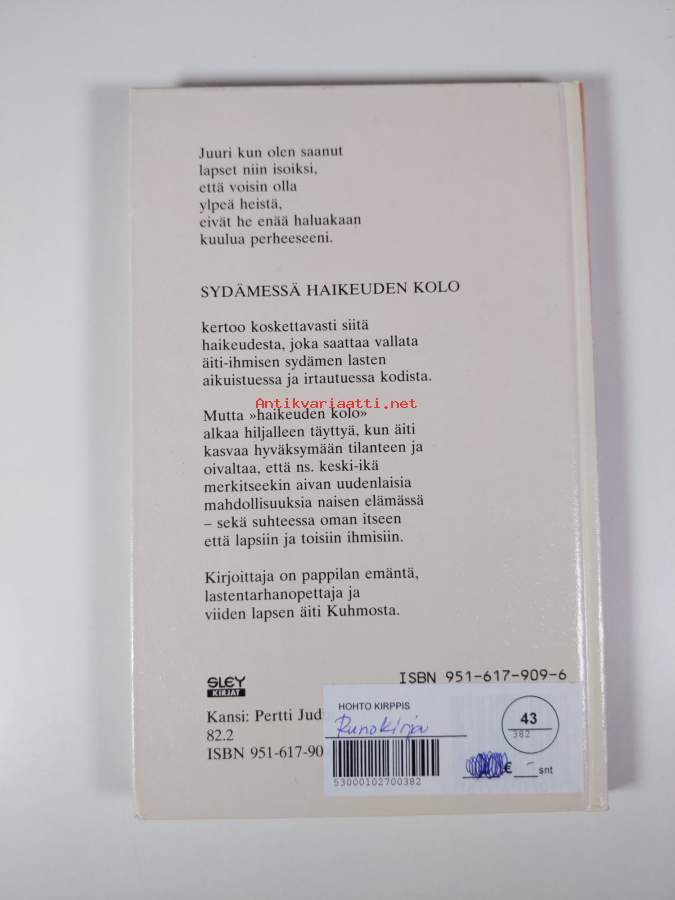 Juuri kun olen saanut
lapset niin isoiksi,
että voisin olla
ylpeä heistä,
eivät he enää haluakaan
kuulua perheeseeni.
SYDÄMESSÄ HAIKEUDEN KOLO
kertoo koskettavasti siitä
haikeudesta, joka saattaa vallata
äiti-ihmisen sydämen lasten
aikuistuessa ja irtautuessa kodista.
Antikvariaatti.net
Mutta »haikeuden kolo»
alkaa hiljalleen täyttyä, kun äiti
kasvaa hyväksymään tilanteen ja
oivaltaa, että ns. keski-ikä
merkitseekin aivan uudenlaisia
mahdollisuuksia naisen elämässä
– sekä suhteessa oman itseen
että lapsiin ja toisiin ihmisiin.
Kirjoittaja on pappilan emäntä,
lastentarhanopettaja ja
viiden lapsen äiti Kuhmosta.
ISBN 951-617-909-6
SLEY
KIRJAT
Kansi: Pertti Judi
82.2
ISBN 951-617-90
HOHTO KIRPPIS
Runokirja
43
382
€ – snt
53000102700382